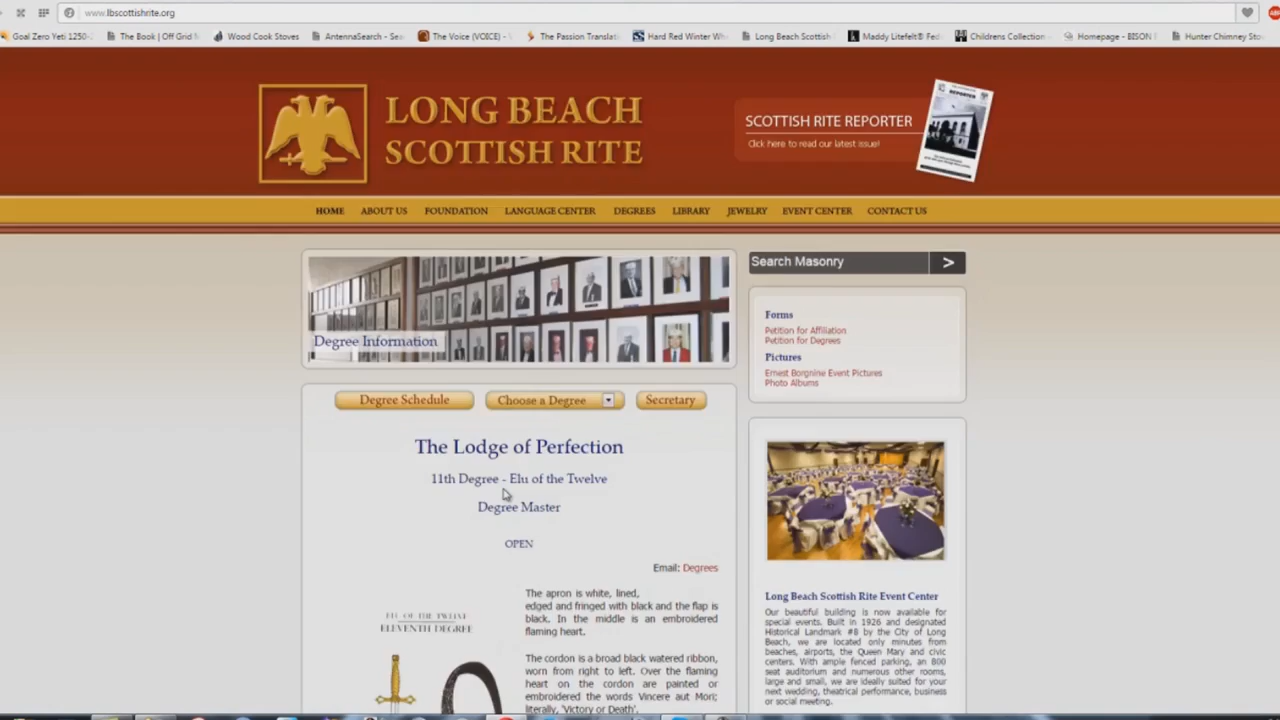 www.lbscottishrite.org
Goal Zero Yeti 1250- The Book | Off Grid Wood Cook Stoves AntennaSearch - Sea The Voice (VOICE) - The Passion Translati Hard Red Winter Wh Long Beach Scottish Maddy Litefelt® Fed Childrens Collection Homepage - BISON Hunter Chimney Sto
LONG BEACH
SCOTTISH RITE
SCOTTISH RITE REPORTER
Click here to read our latest issue!
REPORTER
HOME ABOUT US FOUNDATION LANGUAGE CENTER DEGREES LIBRARY JEWELRY EVENT CENTER CONTACT US
Degree Information
Search Masonry >
Forms
Petition for Affiliation
Petition for Degrees
Pictures
Ernest Borgnine Event Pictures
Photo Albums
Degree Schedule Choose a Degree Secretary
The Lodge of Perfection
11th Degree - Elu of the Twelve
Degree Master
OPEN
Email: Degrees
ELU OF THE TWELVE
ELEVENTH DEGREE
The apron is white, lined,
edged and fringed with black and the flap is
black. In the middle is an embroidered
flaming heart.
The cordon is a broad black watered ribbon,
worn from right to left. Over the flaming
heart on the cordon are painted or
embroidered the words Vincere aut Mori;
literally, 'Victory or Death'.
Long Beach Scottish Rite Event Center
Our beautiful building is now available for
special events. Built in 1926 and designated
Historical Landmark #8 by the City of Long
Beach, we are located only minutes from
beaches, airports, the Queen Mary and civic
centers. With ample fenced parking, an 800
seat auditorium and numerous other rooms,
large and small, we are ideally suited for your
next wedding, theatrical performance, business
or social meeting.